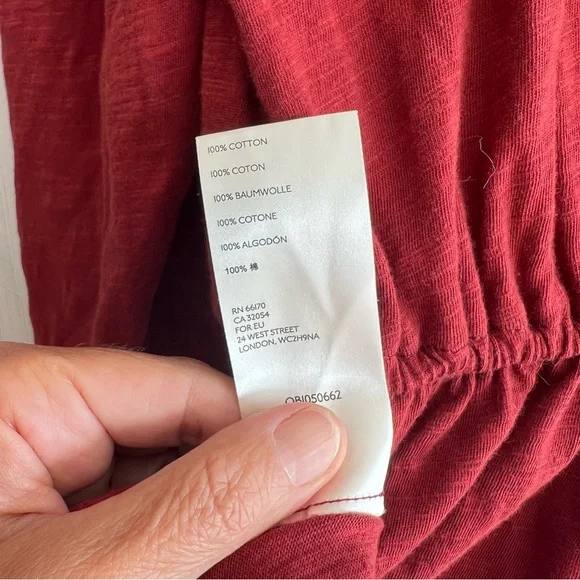 100% COTTON
100% COTON
100% BAUMWOLLE
100% COTONE
100% ALGODÓN
100% 棉
RN 66170
CA 32054
FOR EU
24 WEST STREET
LONDON, WC2H9NA
OBJ050662